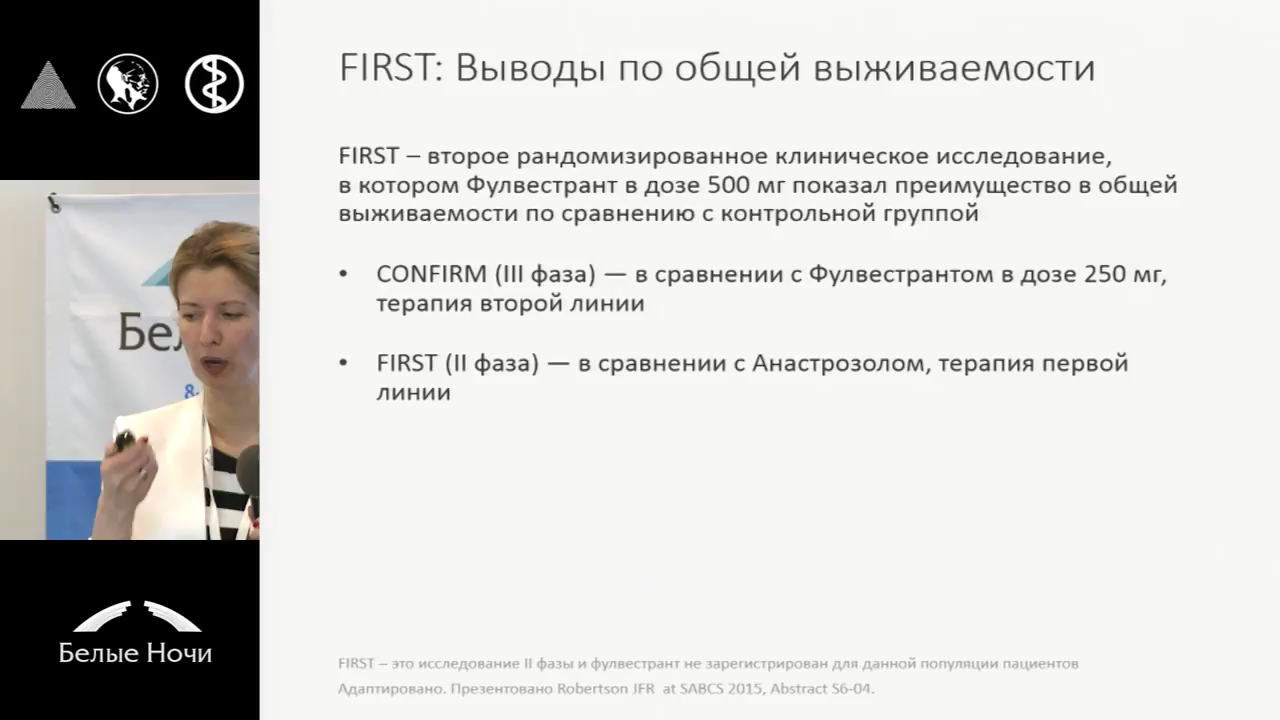 FIRST: Выводы по общей выживаемости
FIRST – второе рандомизированное клиническое исследование,
в котором Фулвестрант в дозе 500 мг показал преимущество в общей
выживаемости по сравнению с контрольной группой
• CONFIRM (III фаза) — в сравнении с Фулвестрантом в дозе 250 мг,
терапия второй линии
• FIRST (II фаза) — в сравнении с Анастрозолом, терапия первой
линии
FIRST – это исследование II фазы и фулвестрант не зарегистрирован для данной популяции пациентов
Адаптировано. Презентовано Robertson JFR at SABCS 2015, Abstract S6-04.
Бел
&
Белые Ночи